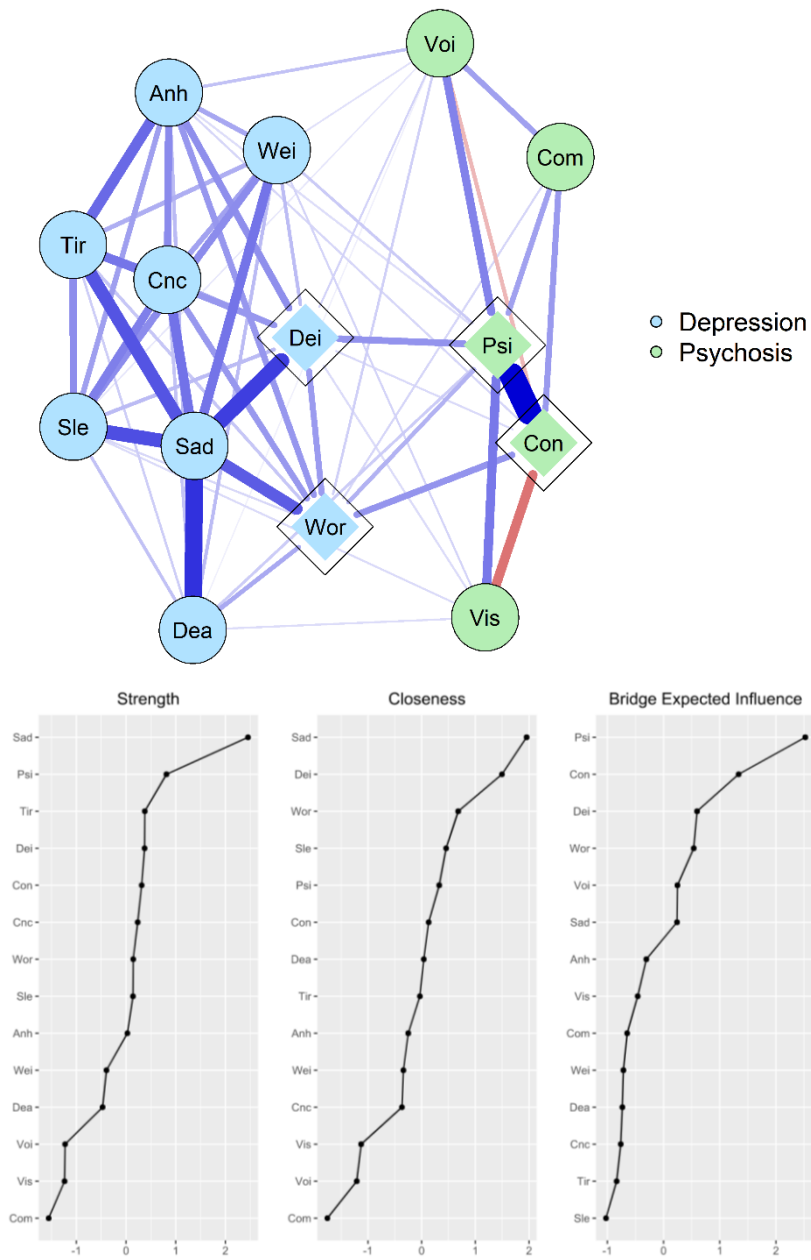 Voi
Anh
Wei
Com
Tir
Cnc
Dei
Psi
Depression
Psychosis
Sle
Sad
Con
Wor
Dea
Vis
Strength
Sad
Psi
Tir
Dei
Con
Cnc
Wor
Sle
Anh
Wei
Dea
Voi
Vis
Com
-1 0 1 2
Closeness
Sad
Dei
Wor
Sle
Psi
Con
Dea
Tir
Anh
Wei
Cnc
Vis
Voi
Com
-1 0 1 2
Bridge Expected Influence
Psi
Con
Dei
Wor
Voi
Sad
Anh
Vis
Com
Wei
Dea
Cnc
Tir
Sle
-1 0 1 2